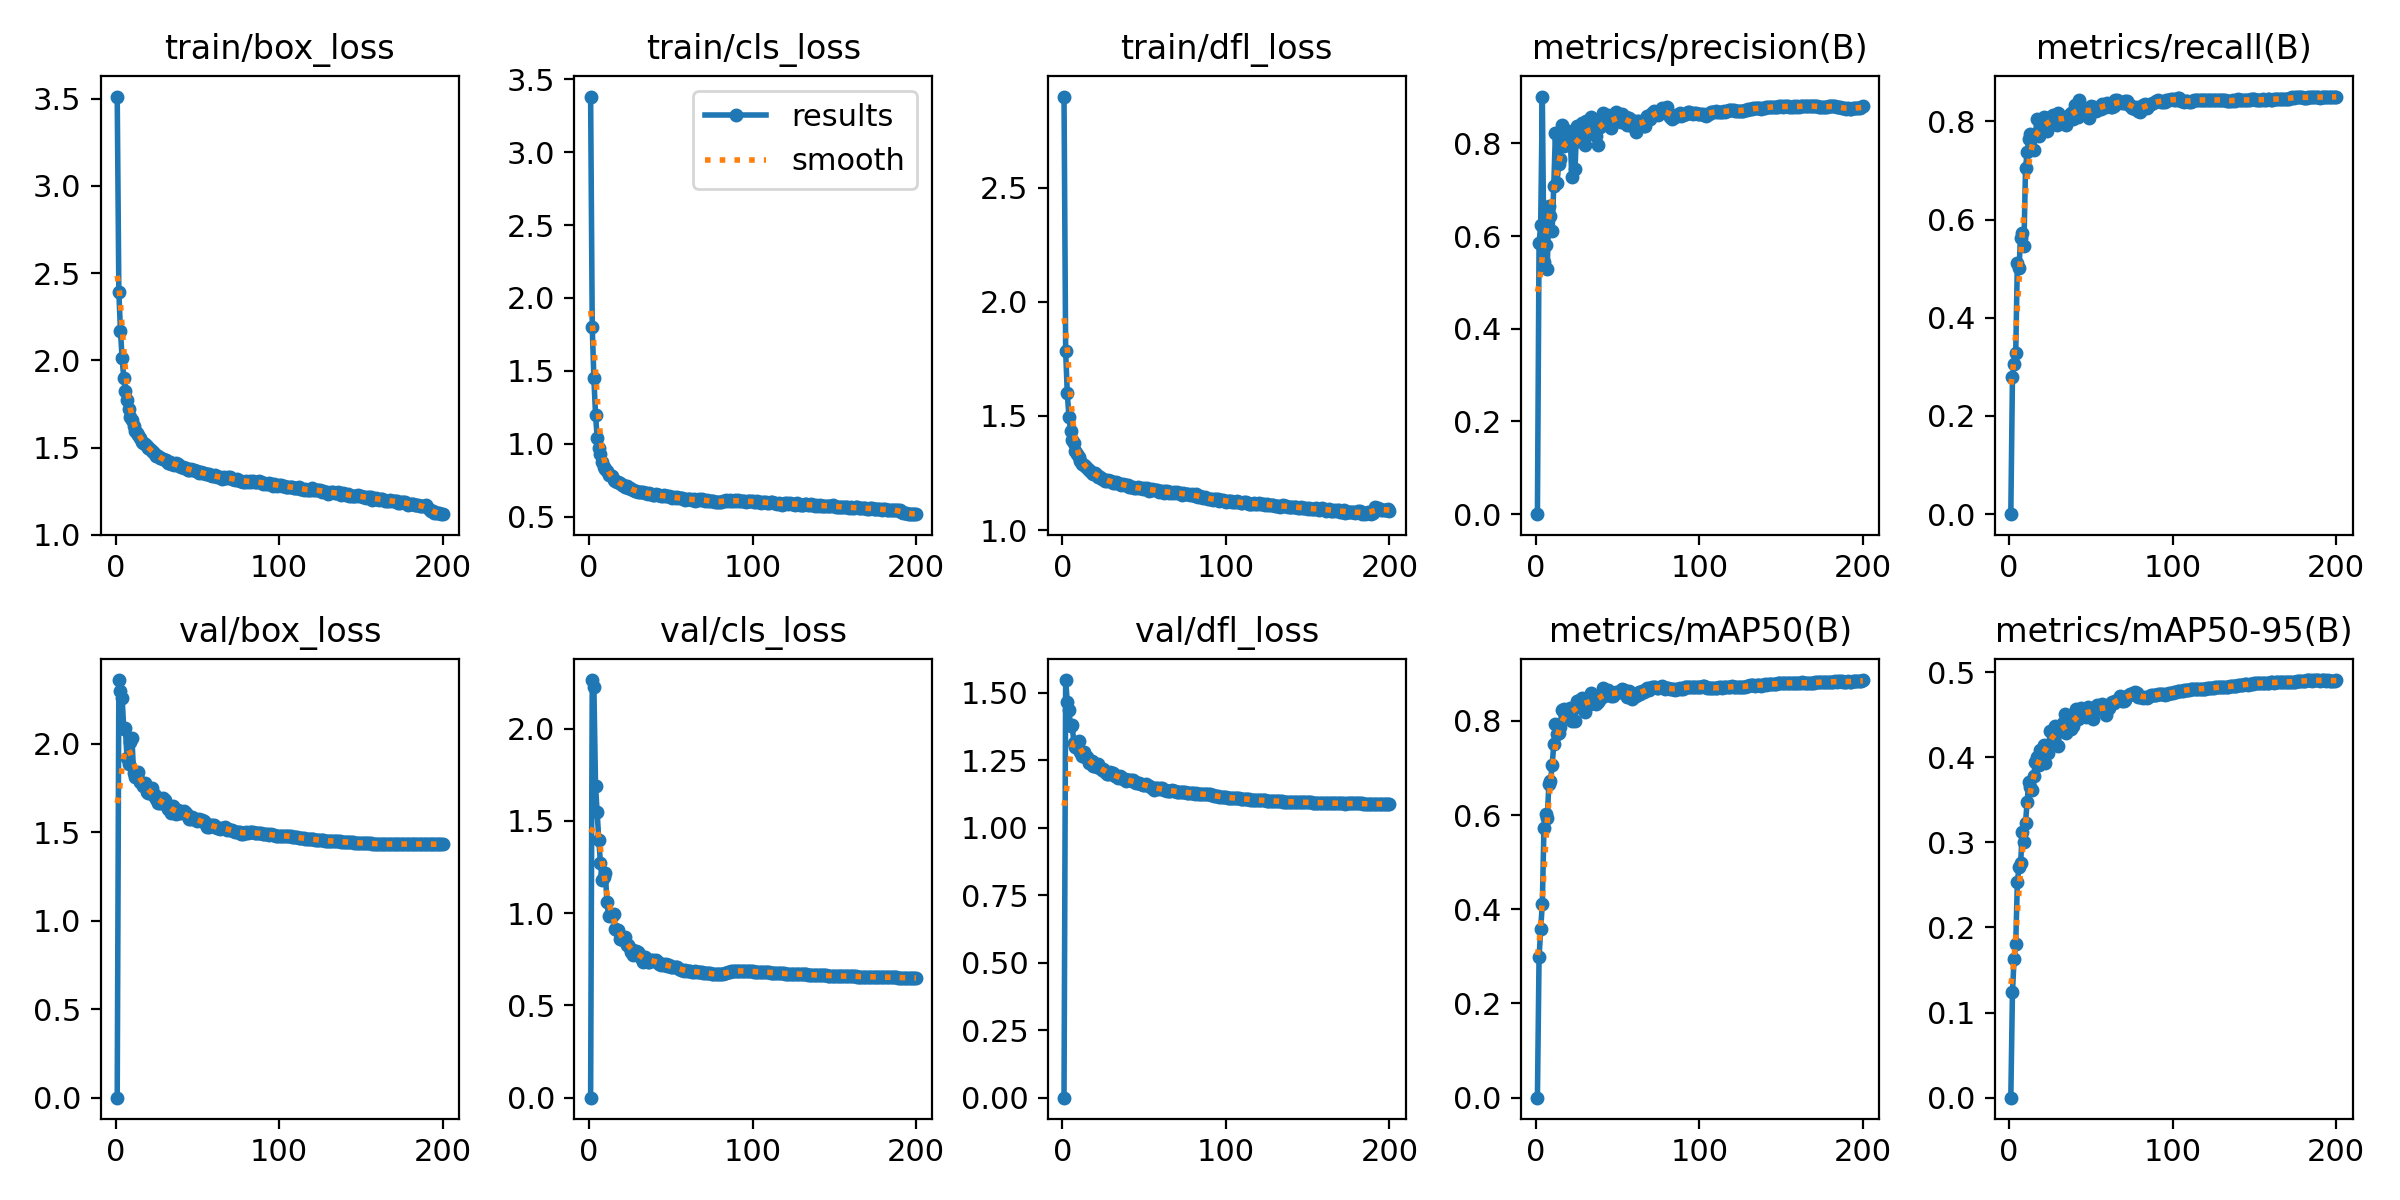 train/box_loss
3.5
3.0
2.5
2.0
1.5
1.0
0 100 200
train/cls_loss
results
smooth
3.5
3.0
2.5
2.0
1.5
1.0
0.5
0 100 200
train/dfl_loss
2.5
2.0
1.5
1.0
0 100 200
metrics/precision(B)
0.8
0.6
0.4
0.2
0.0
0 100 200
metrics/recall(B)
0.8
0.6
0.4
0.2
0.0
0 100 200
val/box_loss
2.0
1.5
1.0
0.5
0.0
0 100 200
val/cls_loss
2.0
1.5
1.0
0.5
0.0
0 100 200
val/dfl_loss
1.50
1.25
1.00
0.75
0.50
0.25
0.00
0 100 200
metrics/mAP50(B)
0.8
0.6
0.4
0.2
0.0
0 100 200
metrics/mAP50-95(B)
0.5
0.4
0.3
0.2
0.1
0.0
0 100 200